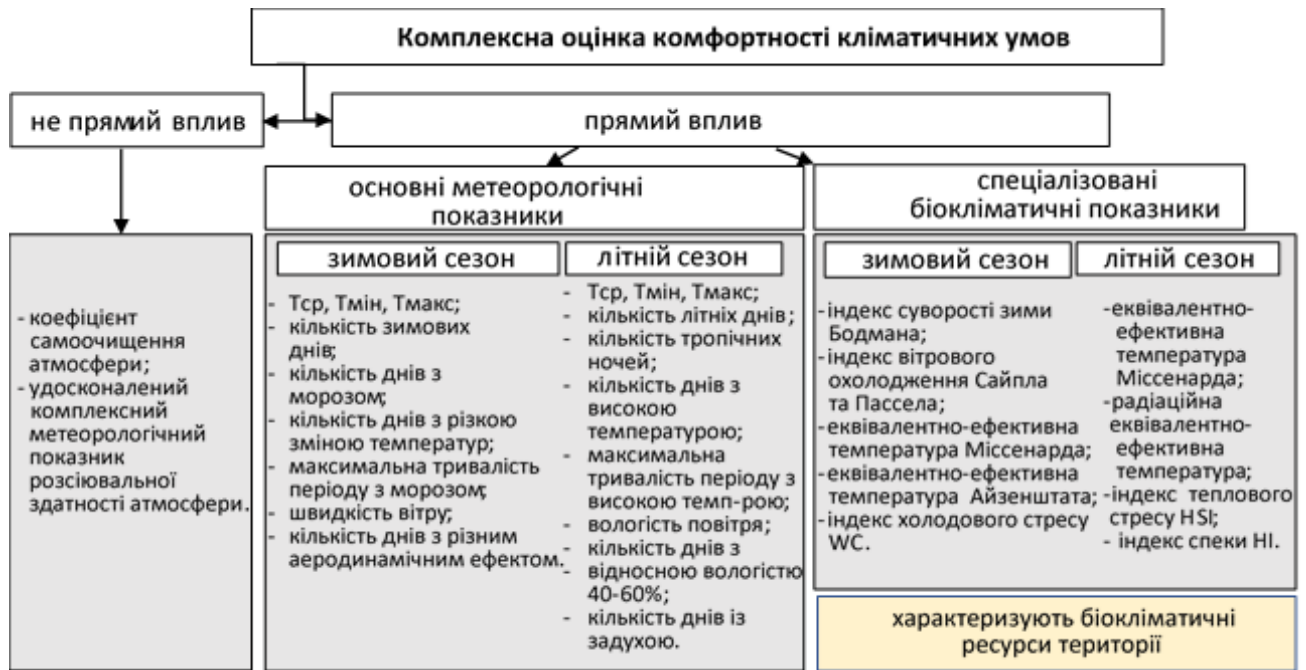 Комплексна оцінка комфортності кліматичних умов
не прямий вплив
прямий вплив
основні метеорологічні
показники
спеціалізовані
біокліматичні показники
- коефіцієнт
самоочищення
атмосфери;
- удосконалений
комплексний
метеорологічний
показник
розсіювальної
здатності атмосфери.
зимовий сезон
- Тср, Тмін, Тмакс;
- кількість зимових
днів;
- кількість днів з
морозом;
- кількість днів з різкою
зміною температур;
- максимальна тривалість
періоду з морозом;
- швидкість вітру;
- кількість днів з різним
аеродинамічним ефектом.
літній сезон
- Тср, Тмін, Тмакс;
- кількість літніх днів;
- кількість тропічних
ночей;
- кількість днів з
високою
температурою;
- максимальна
тривалість періоду з
високою темп-рою;
- вологість повітря;
- кількість днів з
- відносною вологістю
40-60%;
- кількість днів із
задухою.
зимовий сезон
-індекс суворості зими
Бодмана;
-індекс вітрового
охолодження Сайпла
та Пассела;
-еквівалентно-ефективна
температура Міссенарда;
-еквівалентно-ефективна
температура Айзенштата;
-індекс холодового стресу
WC.
літній сезон
-еквівалентно-
ефективна
температура
Міссенарда;
-радіаційна
еквівалентно-
ефективна
температура;
-індекс теплового
стресу HSI;
- індекс спеки HI.
характеризують біокліматичні
ресурси території